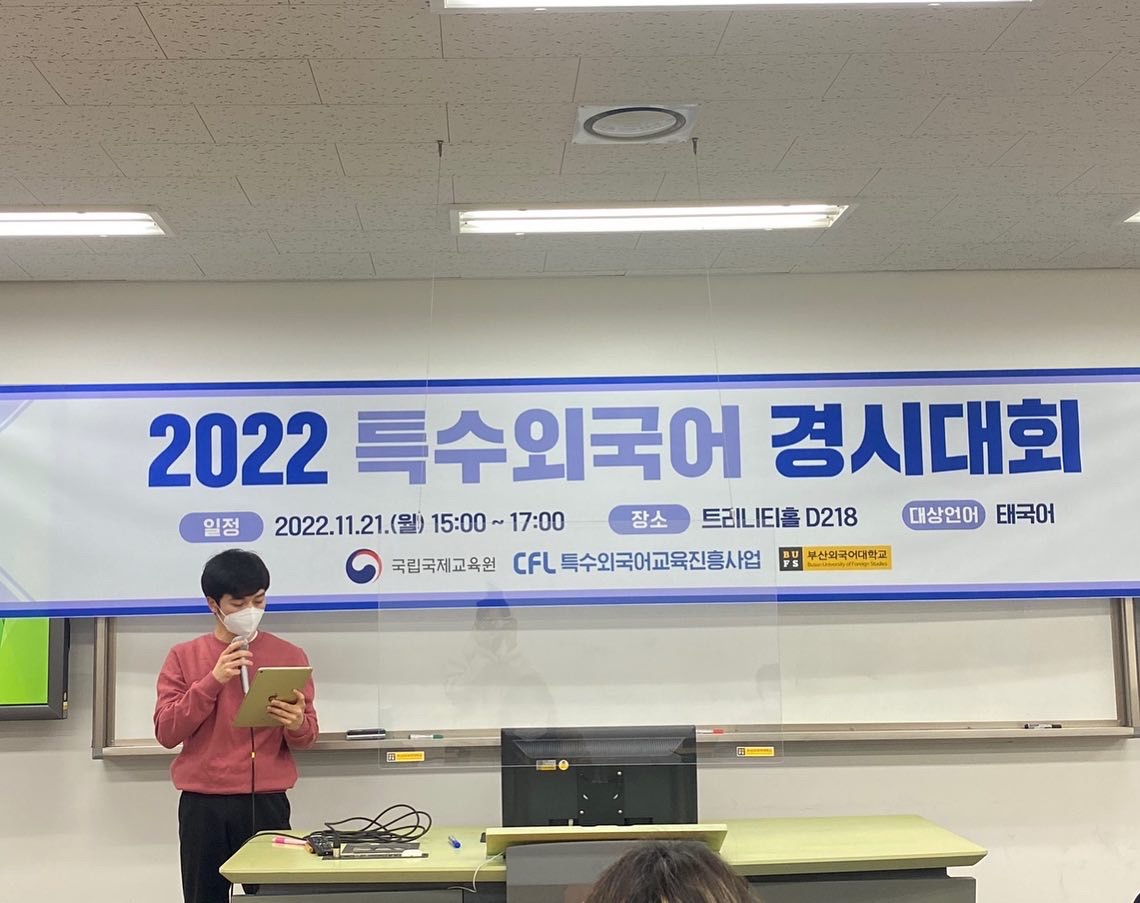 2022 특수외국어 경시대회
일정 2022.11.21.(월) 15:00 ~ 17:00 장소 트리니티홀 D218 대상언어 태국어
국립국제교육원 CFL 특수외국어교육진흥사업 BUFS 부산외국어대학교
Busan University of Foreign Studies